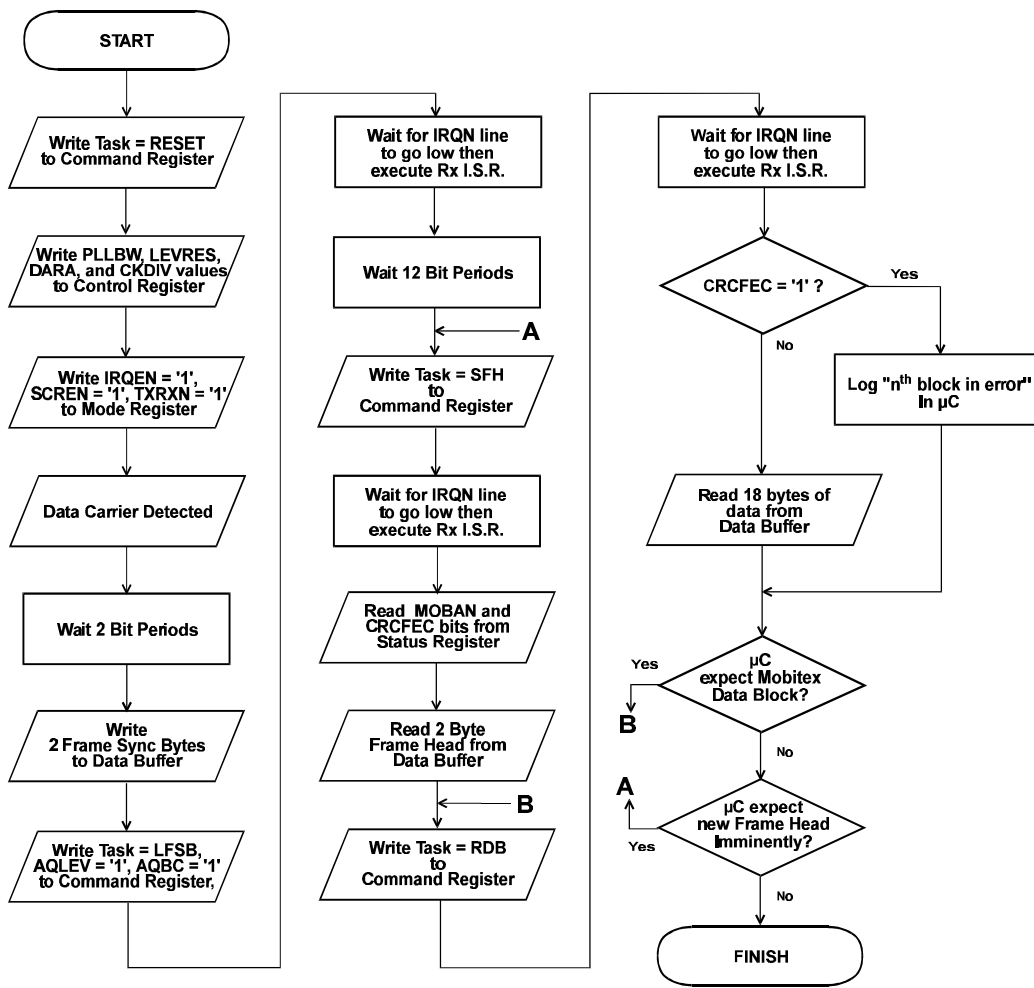 START
Write Task = RESET
to Command Register
Write PLLBW, LEVRES,
DARA, and CKDIV values
to Control Register
Write IRQEN = '1',
SCREN = '1', TXRXN = '1'
to Mode Register
Data Carrier Detected
Wait 2 Bit Periods
Write
2 Frame Sync Bytes
to Data Buffer
Write Task = LFSB,
AQLEV = '1', AQBC = '1'
to Command Register,
Wait for IRQN line
to go low then
execute Rx I.S.R.
Wait 12 Bit Periods
A
Write Task = SFH
to
Command Register
Wait for IRQN line
to go low then
execute Rx I.S.R.
Read MOBAN and
CRCFEC bits from
Status Register
Read 2 Byte
Frame Head from
Data Buffer
B
Write Task = RDB
to
Command Register
Wait for IRQN line
to go low then
execute Rx I.S.R.
CRCFEC = '1' ?
Yes
No
Log "nth block in error"
In µC
Read 18 bytes of
data from
Data Buffer
µC
expect Mobitex
Data Block?
Yes
B
No
A
µC expect
new Frame Head
Imminently?
Yes
No
FINISH